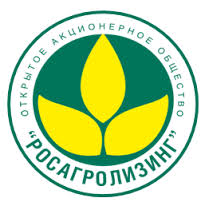 ОТКРЫТОЕ АКЦИОНЕРНОЕ ОБЩЕСТВО
"РОСАГРОЛИЗИНГ"